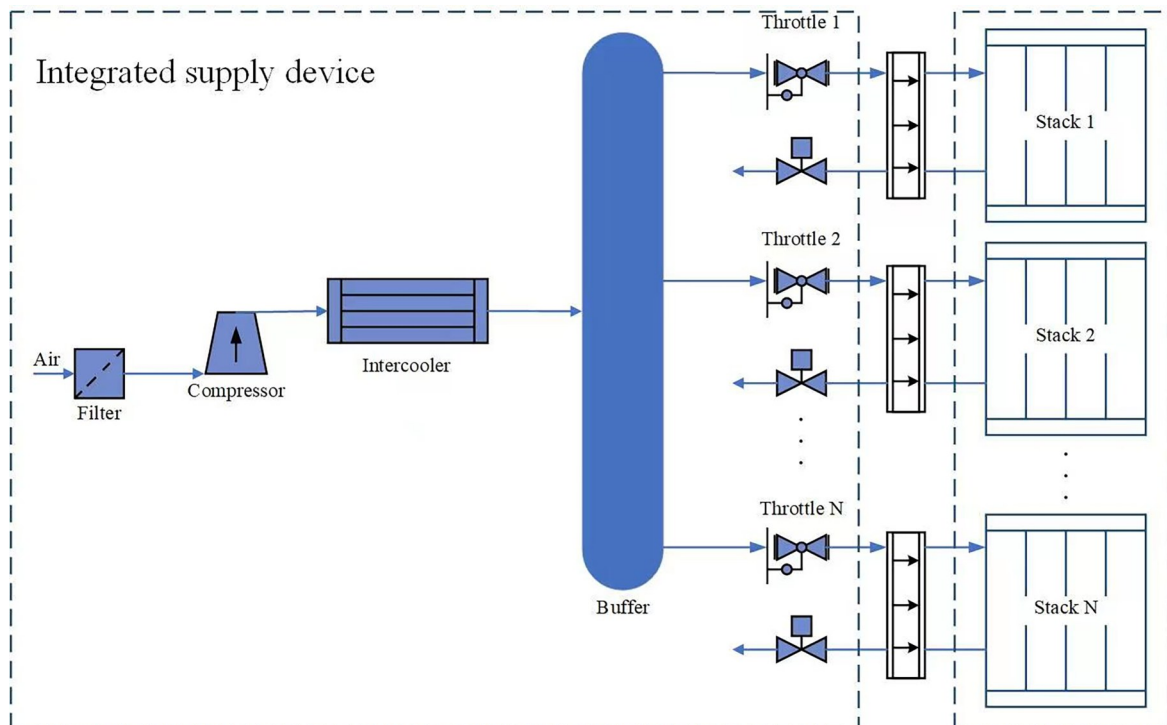 Integrated supply device
Throttle 1
Stack 1
Throttle 2
Stack 2
Air
Filter
Compressor
Intercooler
Throttle N
Buffer
Stack N